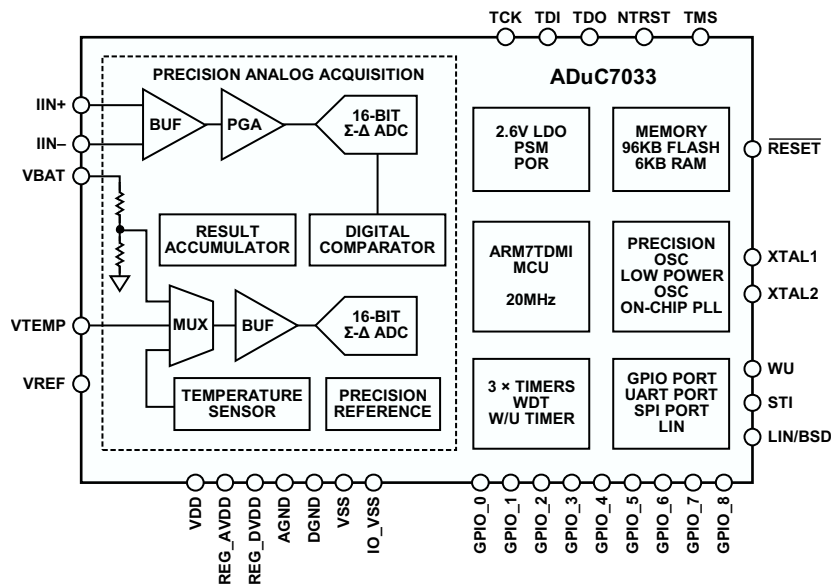 TCK TDI TDO NTRST TMS
PRECISION ANALOG ACQUISITION
ADuC7033
IIN+
IIN–
VBAT
VTEMP
VREF
BUF
PGA
16-BIT
Σ-Δ ADC
RESULT
ACCUMULATOR
DIGITAL
COMPARATOR
MUX
BUF
16-BIT
Σ-Δ ADC
TEMPERATURE
SENSOR
PRECISION
REFERENCE
2.6V LDO
PSM
POR
MEMORY
96KB FLASH
6KB RAM
ARM7TDMI
MCU
20MHz
PRECISION
OSC
LOW POWER
OSC
ON-CHIP PLL
3 × TIMERS
WDT
W/U TIMER
GPIO PORT
UART PORT
SPI PORT
LIN
RESET
XTAL1
XTAL2
WU
STI
LIN/BSD
VDD
REG_AVDD
REG_DVDD
AGND
DGND
VSS
IO_VSS
GPIO_0
GPIO_1
GPIO_2
GPIO_3
GPIO_4
GPIO_5
GPIO_6
GPIO_7
GPIO_8